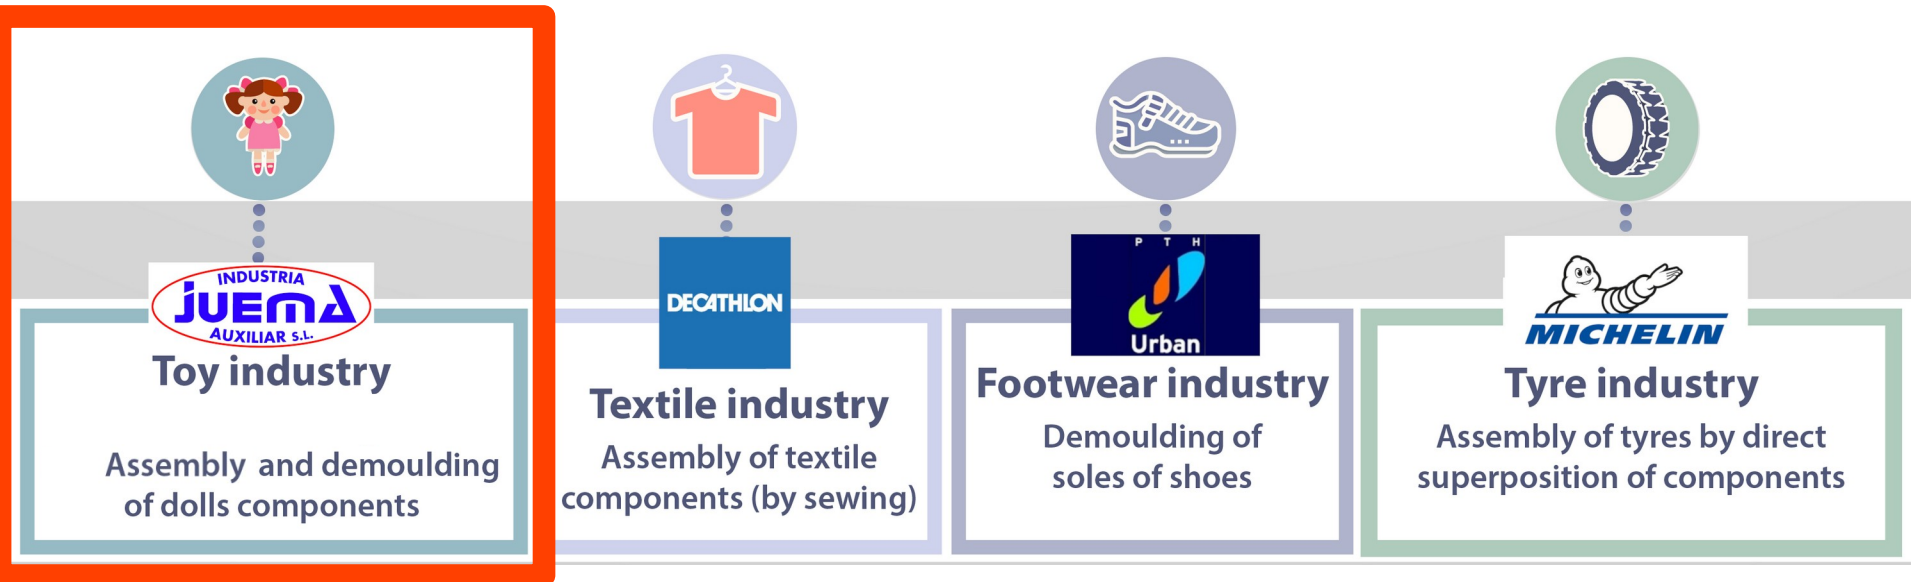 INDUSTRIA
JUEMA
AUXILIAR S.L.
Toy industry
Assembly and demoulding
of dolls components
DECATHLON
Textile industry
Assembly of textile
components (by sewing)
P T H
Urban
Footwear industry
Demoulding of
soles of shoes
MICHELIN
Tyre industry
Assembly of tyres by direct
superposition of components